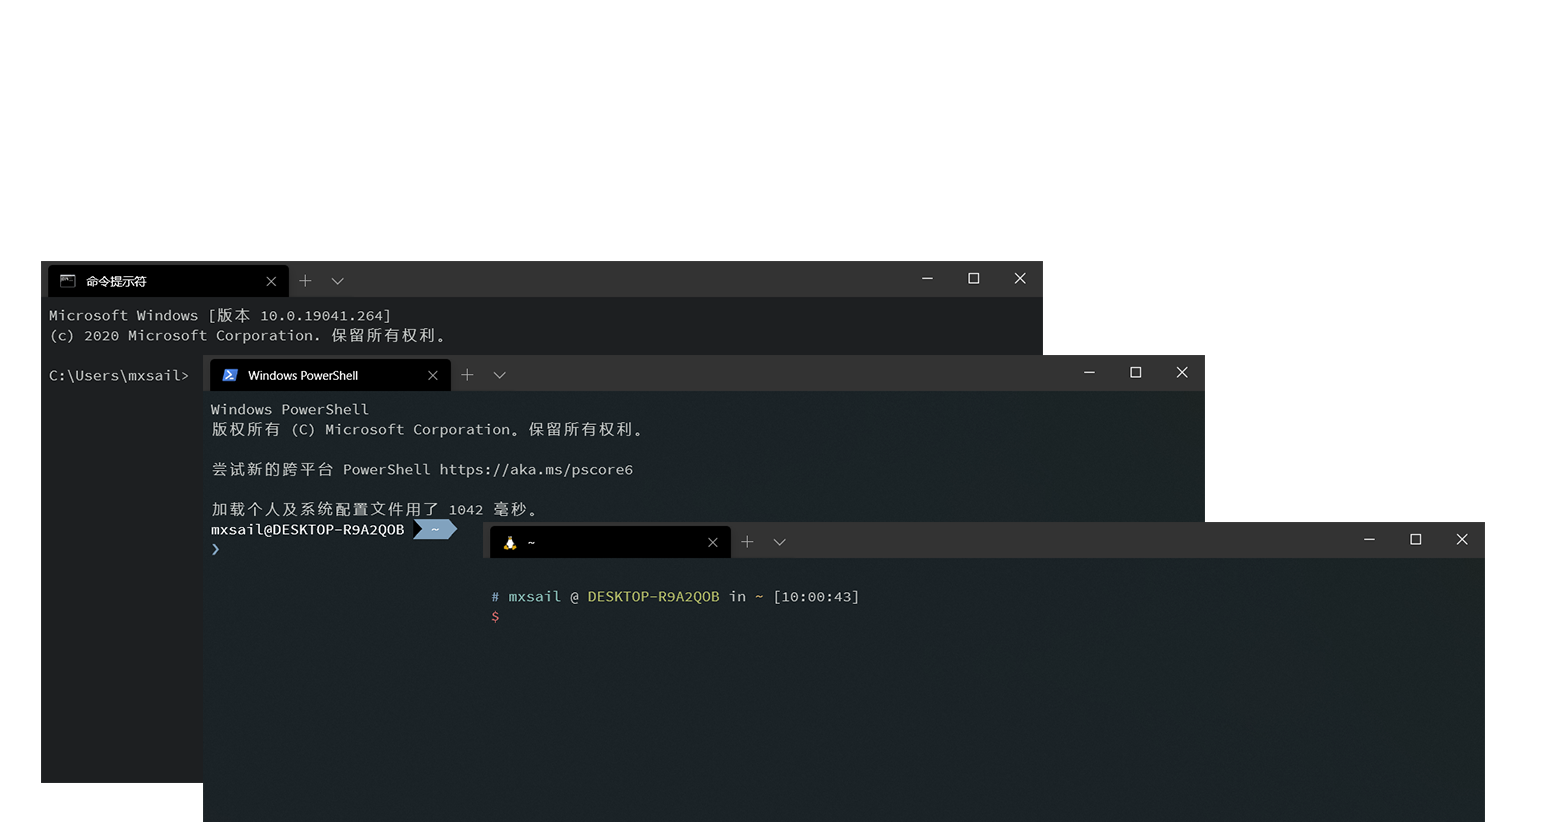 命令提示符
Microsoft Windows [版本 10.0.19041.264]
(c) 2020 Microsoft Corporation. 保留所有权利。
C:\Users\mxsail>
Windows PowerShell
Windows PowerShell
版权所有 (C) Microsoft Corporation。保留所有权利。
尝试新的跨平台 PowerShell https://aka.ms/pscore6
加载个人及系统配置文件用了 1042 毫秒。
mxsail@DESKTOP-R9A2QOB ~
❯
~
# mxsail @ DESKTOP-R9A2QOB in ~ [10:00:43]
$